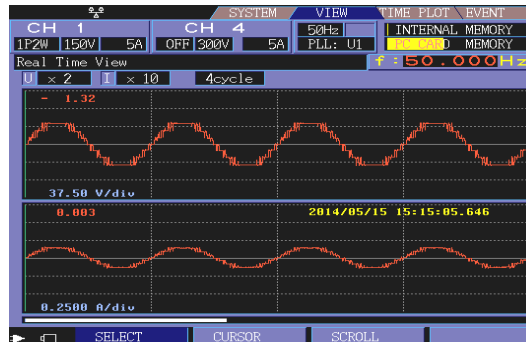 SYSTEM VIEW TIME PLOT EVENT
CH 1 CH 4 50Hz INTERNAL MEMORY
1P2W 150V 5A OFF 300V 5A PLL: U1 PC CARD MEMORY
Real Time View f:50.000Hz
U × 2 I × 10 4cycle
- 1.32
37.50 V/div
0.003 2014/05/15 15:15:05.646
0.2500 A/div
SELECT CURSOR SCROLL